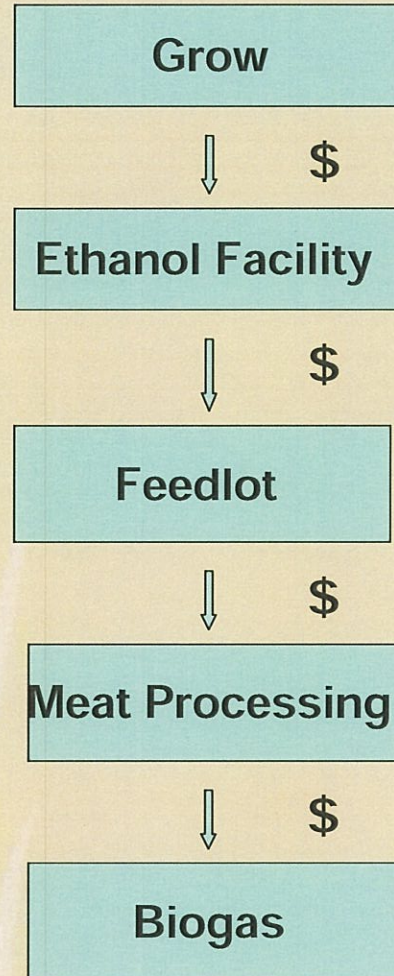 Grow
$
Ethanol Facility
$
Feedlot
$
Meat Processing
$
Biogas